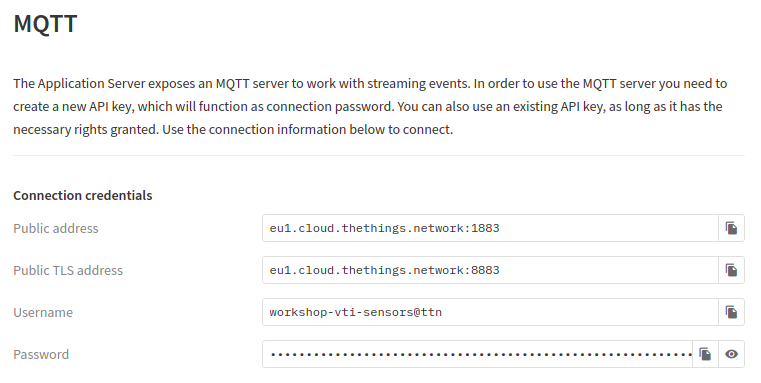 MQTT
The Application Server exposes an MQTT server to work with streaming events. In order to use the MQTT server you need to
create a new API key, which will function as connection password. You can also use an existing API key, as long as it has the
necessary rights granted. Use the connection information below to connect.
Connection credentials
Public address eu1.cloud.thethings.network:1883
Public TLS address eu1.cloud.thethings.network:8883
Username workshop-vti-sensors@ttn
Password